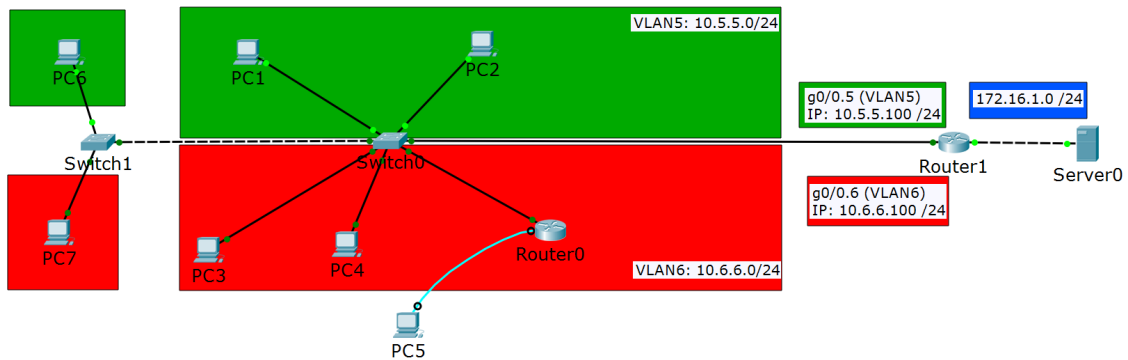 VLAN5: 10.5.5.0/24
PC6
PC1
PC2
g0/0.5 (VLAN5)
IP: 10.5.5.100 /24
172.16.1.0 /24
Switch1
Switch0
Router1
Server0
g0/0.6 (VLAN6)
IP: 10.6.6.100 /24
PC7
PC3
PC4
Router0
VLAN6: 10.6.6.0/24
PC5